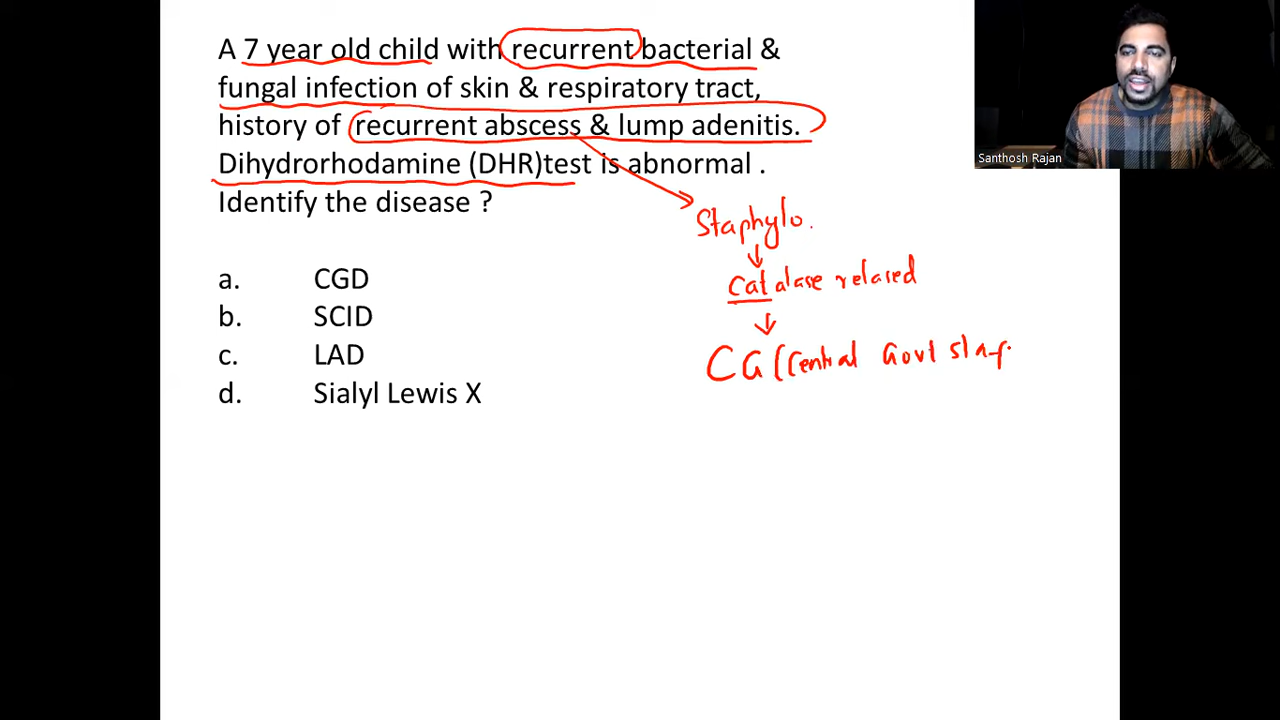 A 7 year old child with recurrent bacterial &
fungal infection of skin & respiratory tract,
history of recurrent abscess & lump adenitis.
Dihydrorhodamine (DHR)test is abnormal .
Identify the disease ?
a. CGD
b. SCID
c. LAD
d. Sialyl Lewis X
Staphylo.
Catalase related
CG (Central Govt staf
Santhosh Rajan